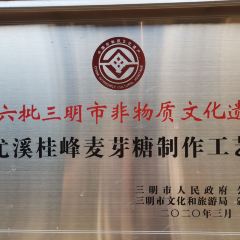 六批三明市非物质文化遗
尤溪桂峰麦芽糖制作工艺
三明市人民政府
三明市文化和旅游局
二〇二〇年三月